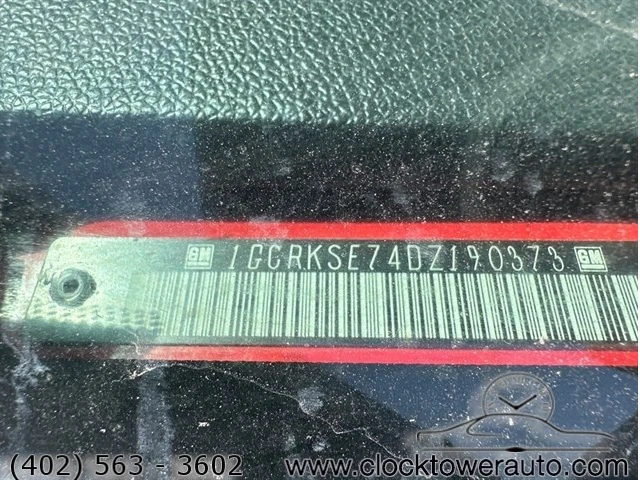 GM 1GCRKSE74DZ190373 GM
(402) 563 - 3602 www.clocktowerauto.com